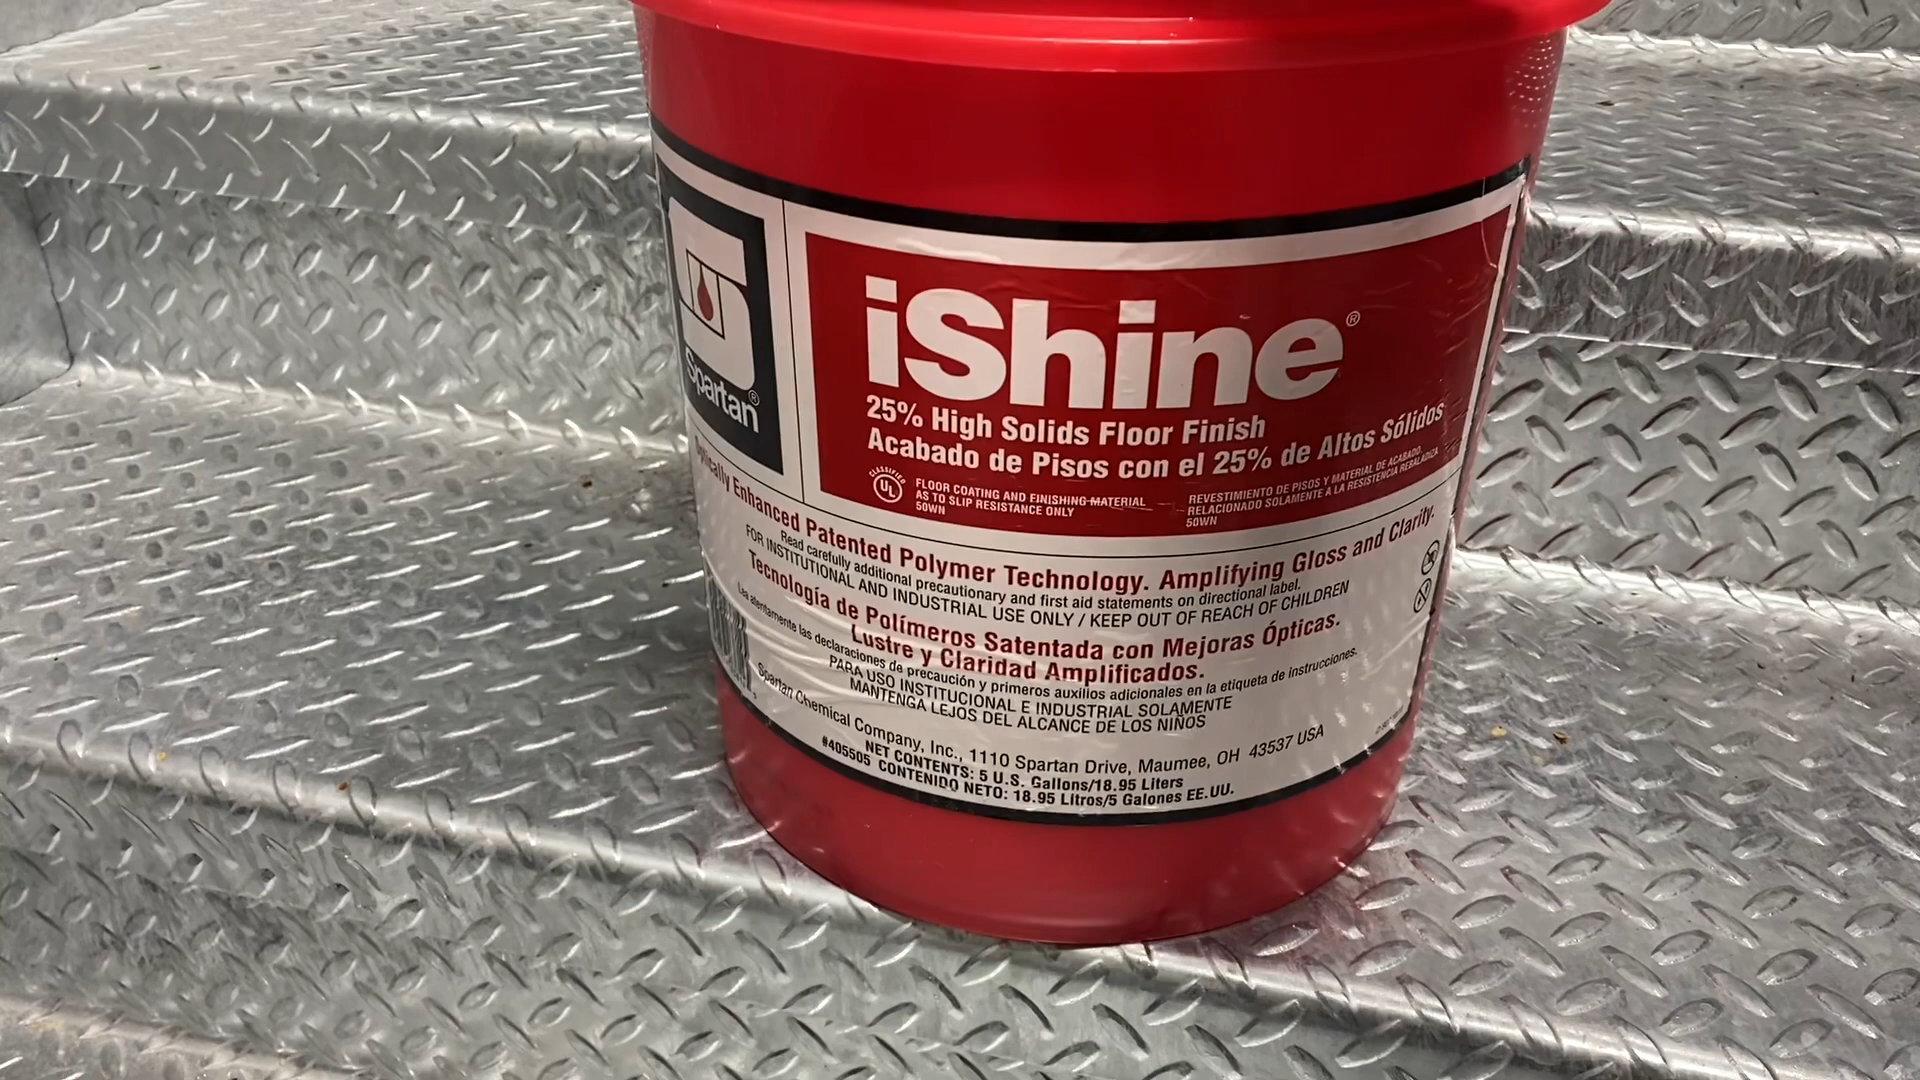 Spartan®
iShine®
25% High Solids Floor Finish
Acabado de Pisos con el 25% de Altos Sólidos
CLASSIFIED
UL
FLOOR COATING AND FINISHING MATERIAL
AS TO SLIP RESISTANCE ONLY
50WN
REVESTIMIENTO DE PISOS Y MATERIAL DE ACABADO.
RELACIONADO SOLAMENTE A LA RESISTENCIA REBALADIZA
50WN
Optically Enhanced Patented Polymer Technology. Amplifying Gloss and Clarity.
Read carefully additional precautionary and first aid statements on directional label.
FOR INSTITUTIONAL AND INDUSTRIAL USE ONLY / KEEP OUT OF REACH OF CHILDREN
Tecnología de Polímeros Satentada con Mejoras Ópticas.
Lustre y Claridad Amplificados.
Lea atentamente las declaraciones de precaución y primeros auxilios adicionales en la etiqueta de instrucciones.
PARA USO INSTITUCIONAL E INDUSTRIAL SOLAMENTE
MANTENGA LEJOS DEL ALCANCE DE LOS NIÑOS
Spartan Chemical Company, Inc., 1110 Spartan Drive, Maumee, OH 43537 USA
NET CONTENTS: 5 U.S. Gallons/18.95 Liters
#405505 CONTENIDO NETO: 18.95 Litros/5 Galones EE.UU.